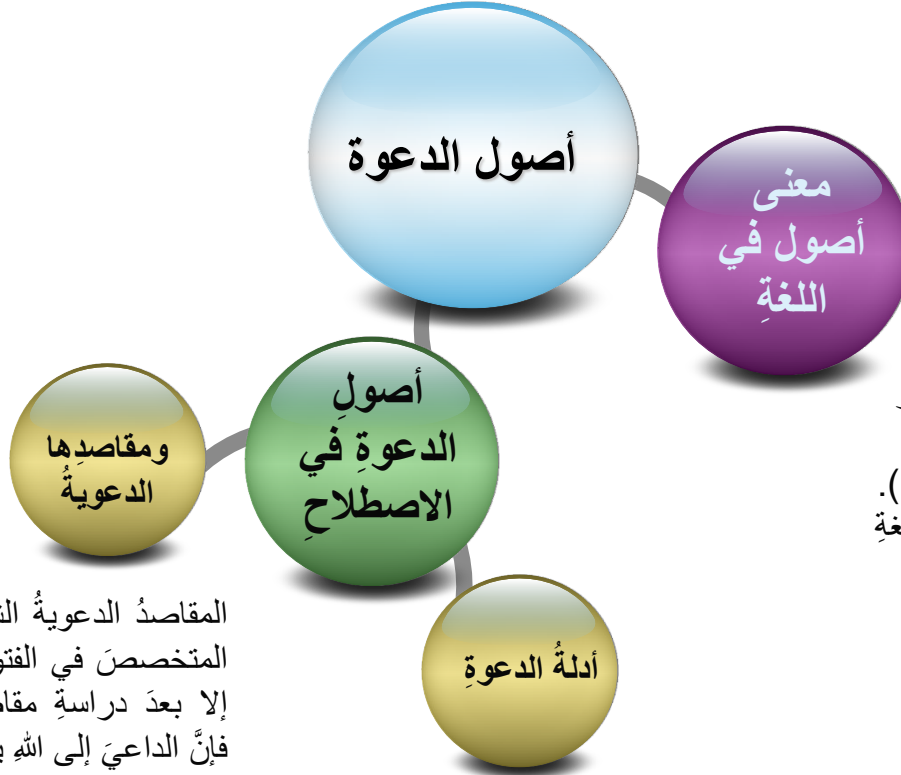 أصول الدعوة
معنى
أصول في
اللغةِ
أصولِ
الدعوةِ في
الاصطلاحِ
ومقاصدِها
الدعويةُ
أدلةُ الدعوةِ
المقاصدُ الدعويةُ
المتخصصَ في
إلا بعدَ دراسةِ
فإنَّ الداعيَ إلى اللهِ